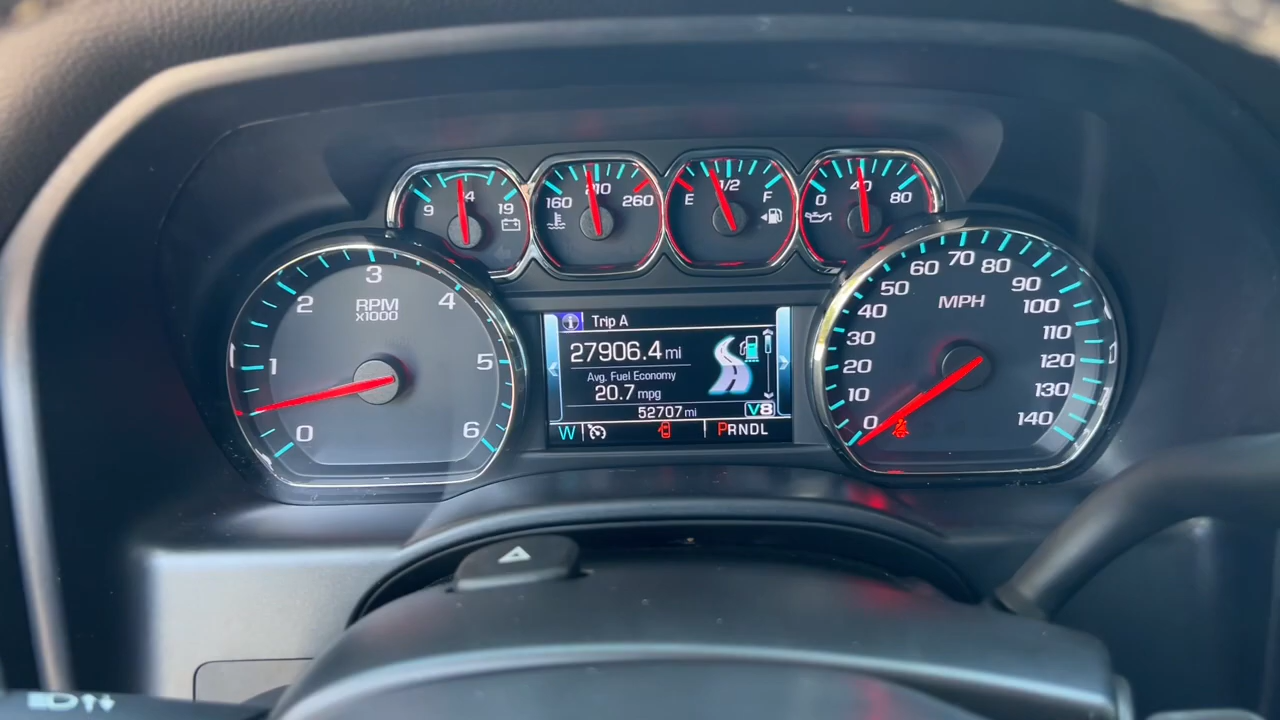 9 14 19
160 210 260
E 1/2 F
0 40 80
0 1 2 3 4 5 6
RPM
x1000
0 10 20 30 40 50 60 70 80 90 100 110 120 130 140
MPH
i Trip A
27906.4 mi
Avg. Fuel Economy
20.7 mpg
52707 mi V8
W PRNDL